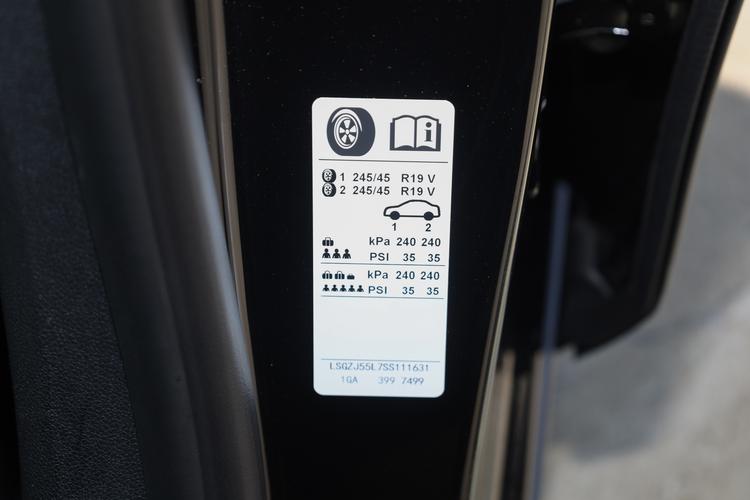 i
1 245/45 R19 V
2 245/45 R19 V
1 2
kPa 240 240
PSI 35 35
kPa 240 240
PSI 35 35
LSGZJ55L7SS111631
1GA 399 7499